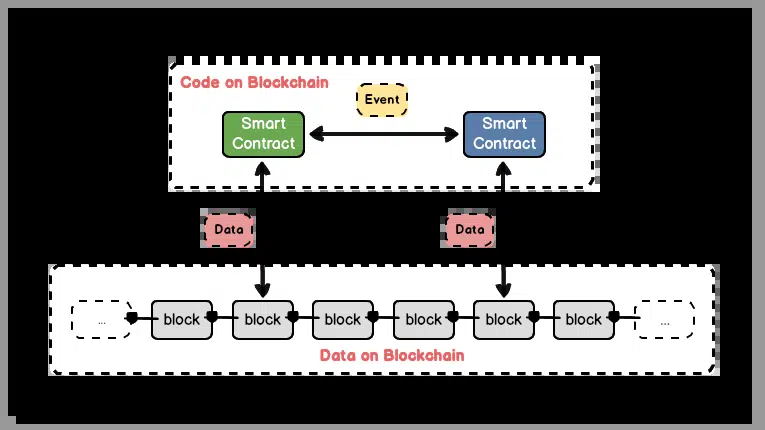 Code on Blockchain
Event
Smart
Contract
Smart
Contract
Data
Data
...
block
block
block
block
block
block
...
Data on Blockchain